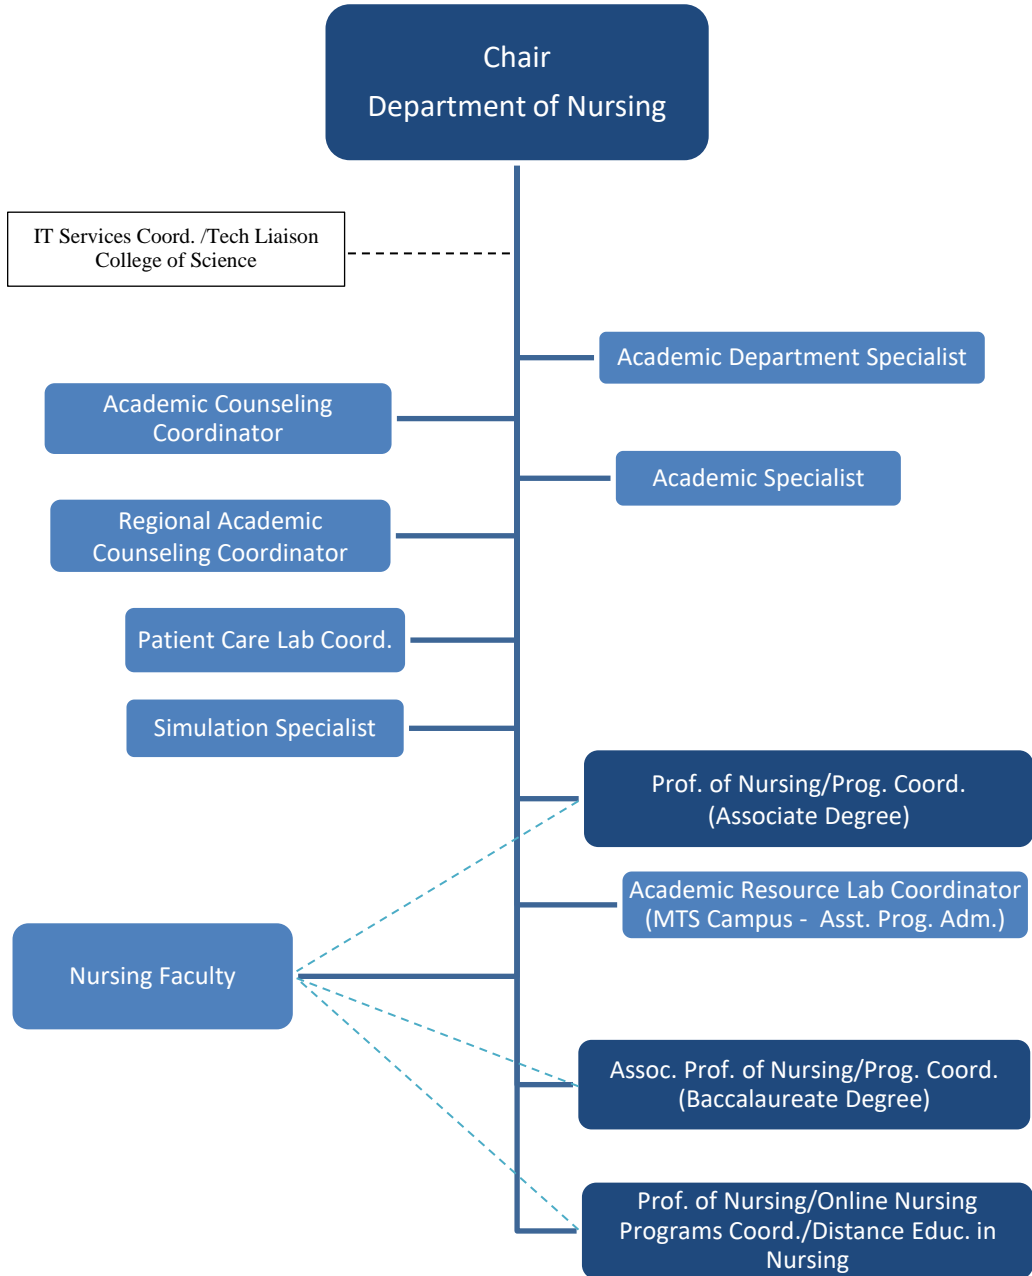 Chair
Department of Nursing
IT Services Coord. /Tech Liaison
College of Science
Academic Department Specialist
Academic Counseling
Coordinator
Academic Specialist
Regional Academic
Counseling Coordinator
Patient Care Lab Coord.
Simulation Specialist
Prof. of Nursing/Prog. Coord.
(Associate Degree)
Academic Resource Lab Coordinator
(MTS Campus - Asst. Prog. Adm.)
Nursing Faculty
Assoc. Prof. of Nursing/Prog. Coord.
(Baccalaureate Degree)
Prof. of Nursing/Online Nursing
Programs Coord./Distance Educ. in
Nursing